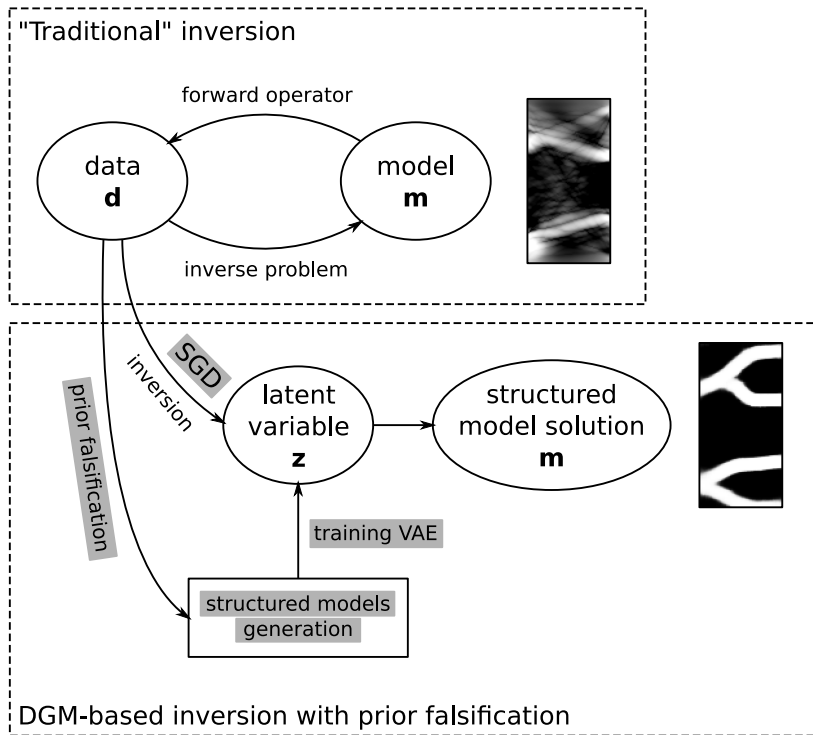 "Traditional" inversion
forward operator
data
d
model
m
inverse problem
SGD
inversion
prior falsification
latent
variable
z
structured
model solution
m
training VAE
structured models
generation
DGM-based inversion with prior falsification